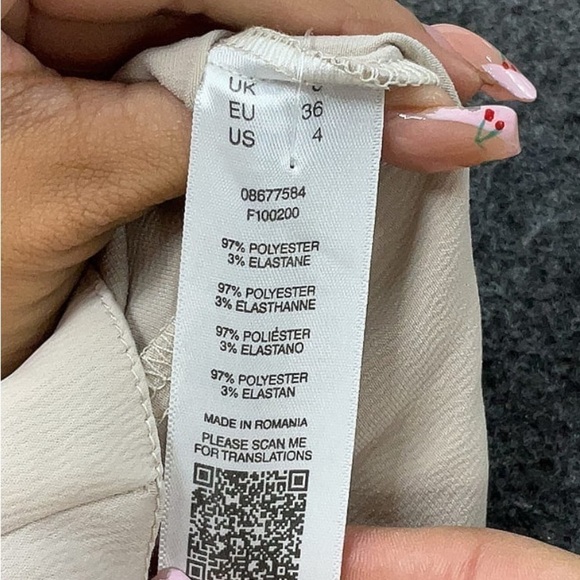 UK
EU 36
US 4
08677584
F100200
97% POLYESTER
3% ELASTANE
97% POLYESTER
3% ELASTHANNE
97% POLIÉSTER
3% ELASTANO
97% POLYESTER
3% ELASTAN
MADE IN ROMANIA
PLEASE SCAN ME
FOR TRANSLATIONS